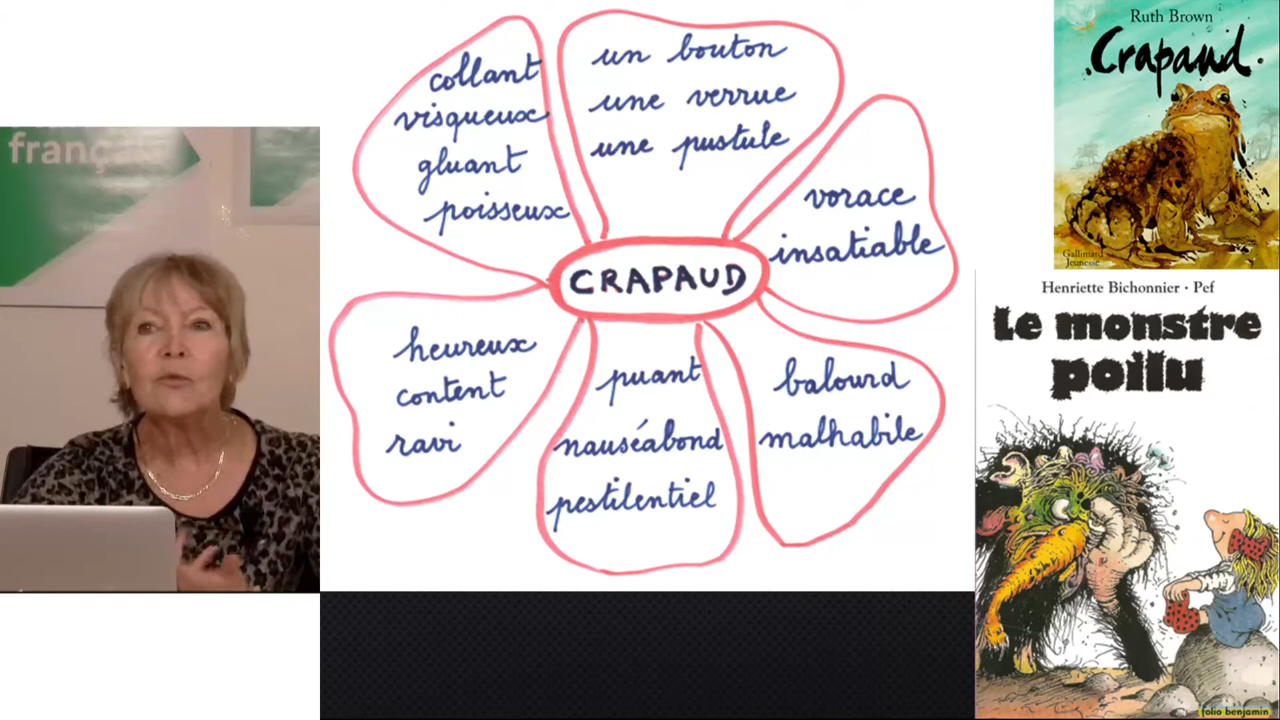 français
collant
visqueux
gluant
poisseux
un bouton
une verrue
une pustule
vorace
insatiable
CRAPAUD
heureux
content
ravi
puant
nauséabond
pestilentiel
balourd
malhabile
Ruth Brown
Crapaud
Gallimard
Jeunesse
Henriette Bichonnier · Pef
le monstre
poilu
folio benjamin